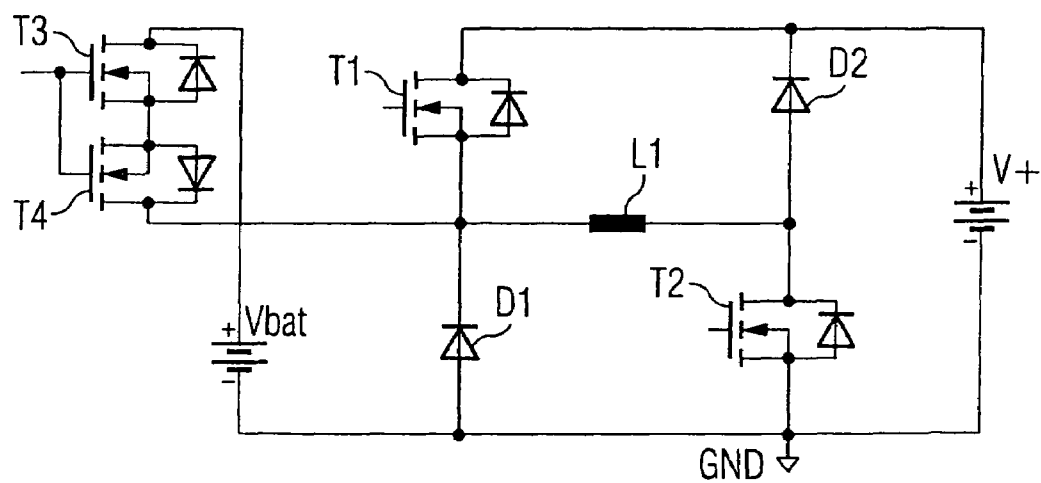 T3
T1
D2
L1
V+
+
-
T4
T2
D1
+ Vbat
-
GND